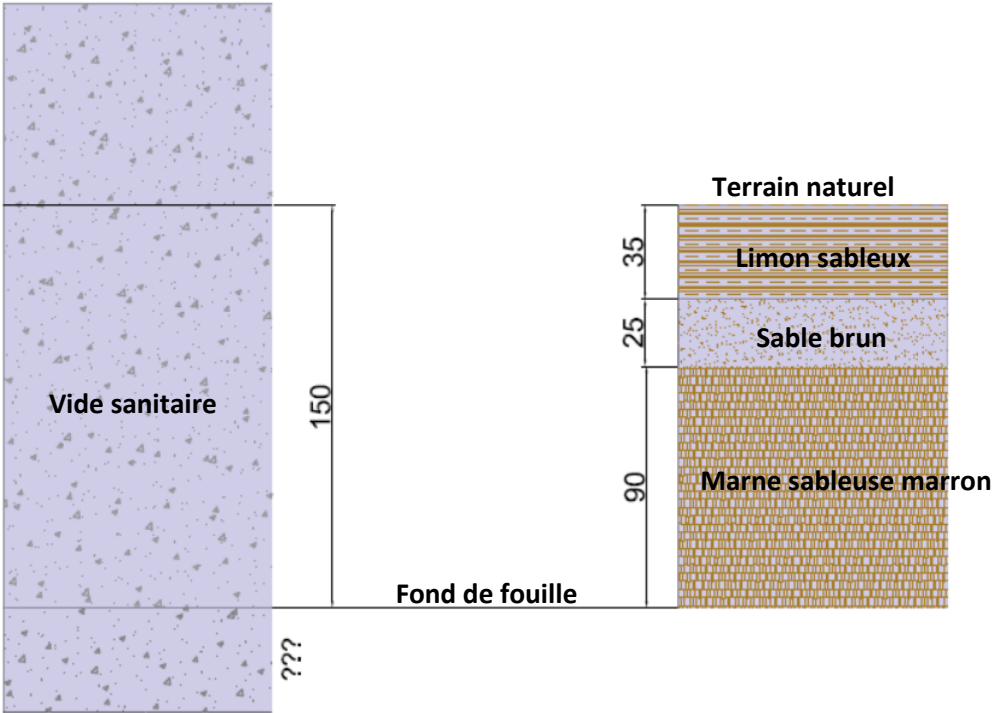 Terrain naturel
35
Limon sableux
25
Sable brun
Vide sanitaire
150
90
Marne sableuse marron
Fond de fouille
???